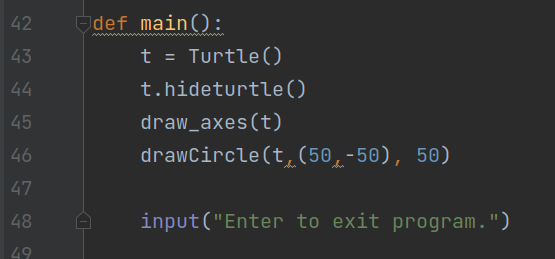 42 def main():
43 t = Turtle()
44 t.hideturtle()
45 draw_axes(t)
46 drawCircle(t,(50,-50), 50)
47
48 input("Enter to exit program.")
49